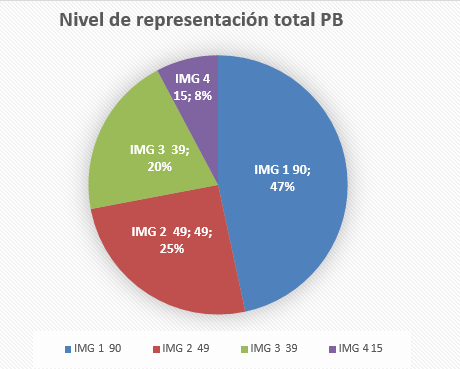 Nivel de representación total PB
IMG 4
15; 8%
IMG 3  39;
20%
IMG 1 90;
47%
IMG 2  49; 49;
25%
IMG 1  90
IMG 2  49
IMG 3  39
IMG 4 15